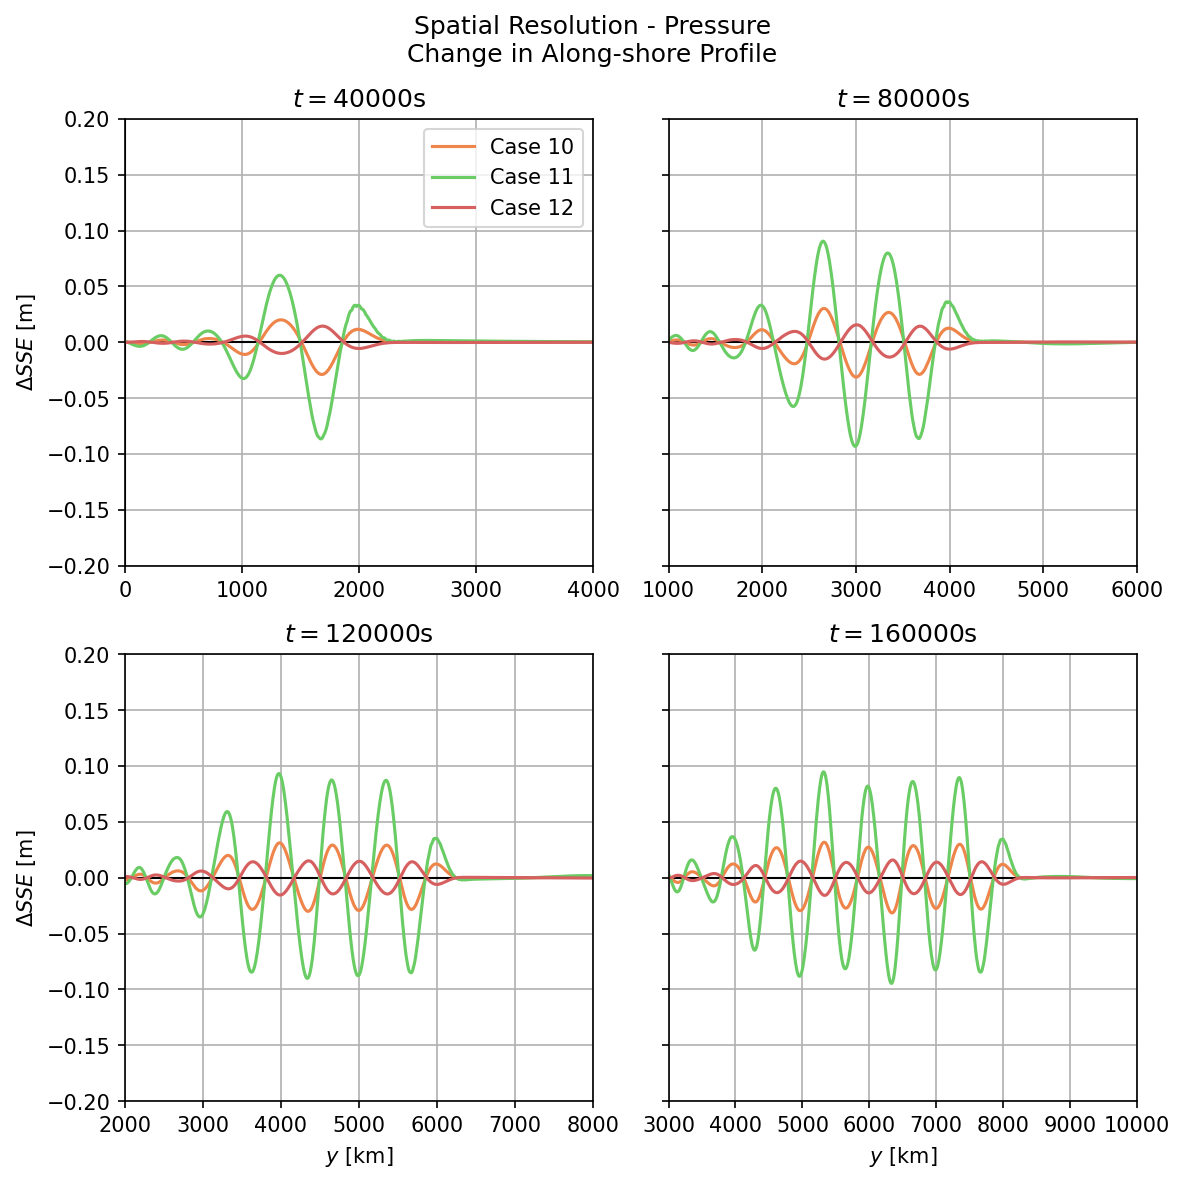 Spatial Resolution - Pressure
Change in Along-shore Profile
t = 40000s
t = 80000s
0.20
0.15
0.10
0.05
0.00
−0.05
−0.10
−0.15
−0.20
ΔSSE [m]
Case 10
Case 11
Case 12
0 1000 2000 3000 4000
1000 2000 3000 4000 5000 6000
t = 120000s
t = 160000s
0.20
0.15
0.10
0.05
0.00
−0.05
−0.10
−0.15
−0.20
ΔSSE [m]
2000 3000 4000 5000 6000 7000 8000
3000 4000 5000 6000 7000 8000 9000 10000
y [km]
y [km]